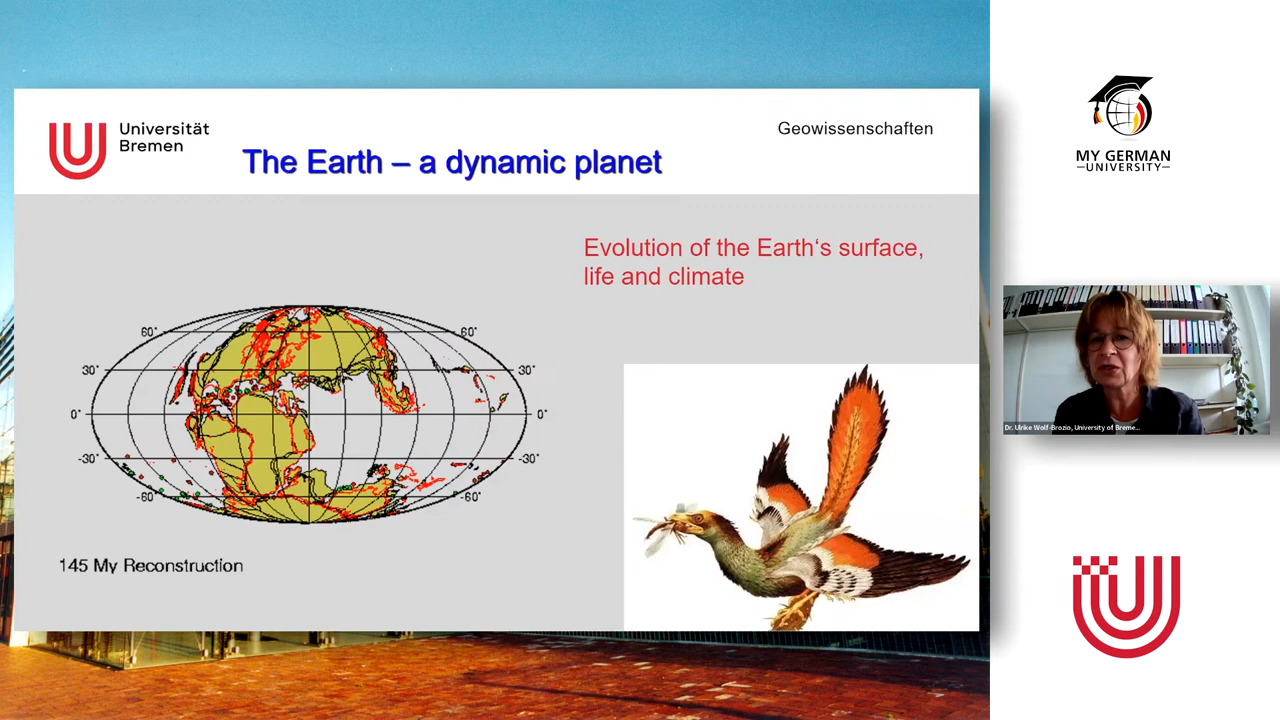 Universität
Bremen
Geowissenschaften
The Earth – a dynamic planet
Evolution of the Earth‘s surface,
life and climate
60°
60°
30°
30°
0°
0°
-30°
-30°
-60°
-60°
145 My Reconstruction
MY GERMAN
UNIVERSITY
Dr. Ulrike Wolf-Brozio, University of Breme...